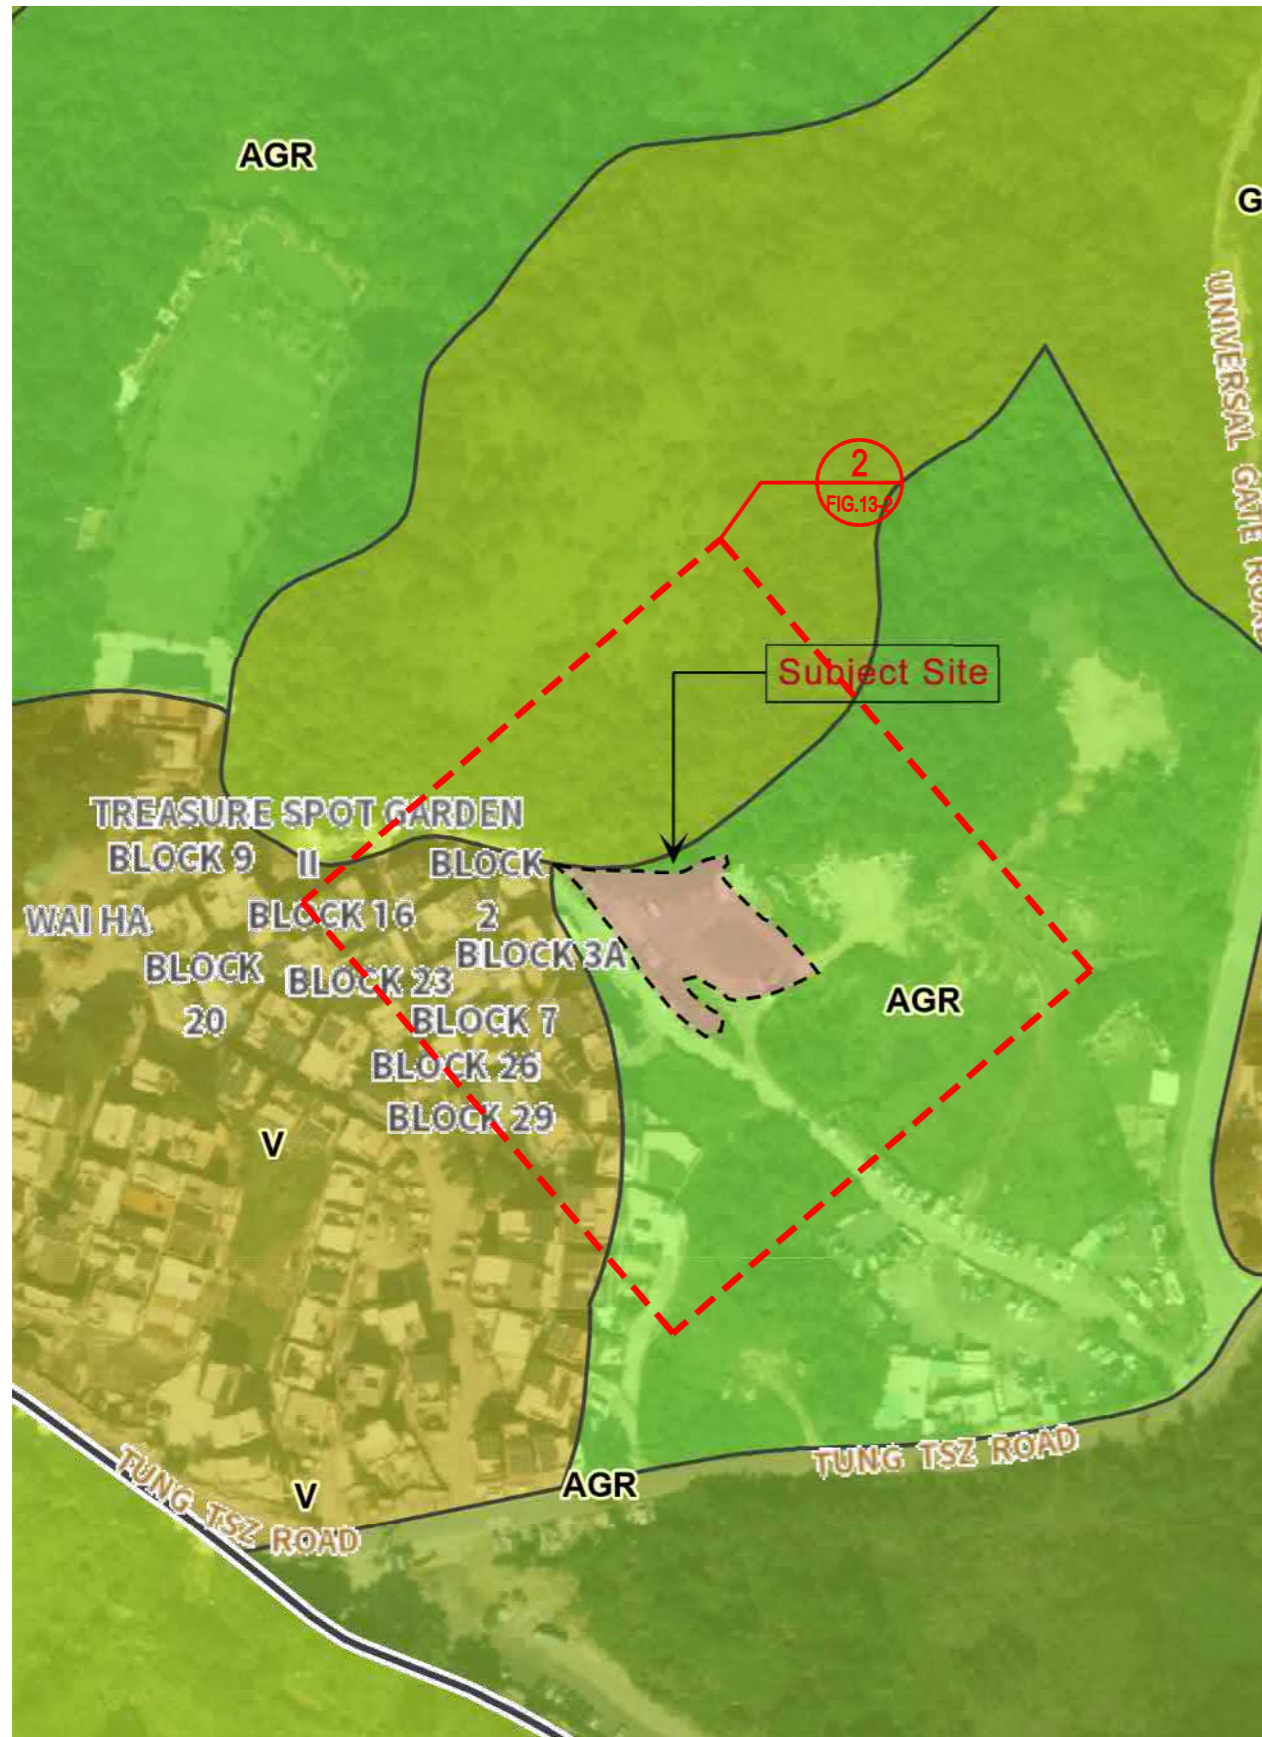 AGR
G
UNIVERSAL GATE ROAD
2
FIG.13-2
Subject Site
TREASURE SPOT GARDEN
BLOCK 9
II
BLOCK
WAI HA
BLOCK 16
2
BLOCK 3A
BLOCK
20
BLOCK 23
AGR
BLOCK 7
BLOCK 26
BLOCK 29
V
TUNG TSZ ROAD
AGR
V
TUNG TSZ ROAD